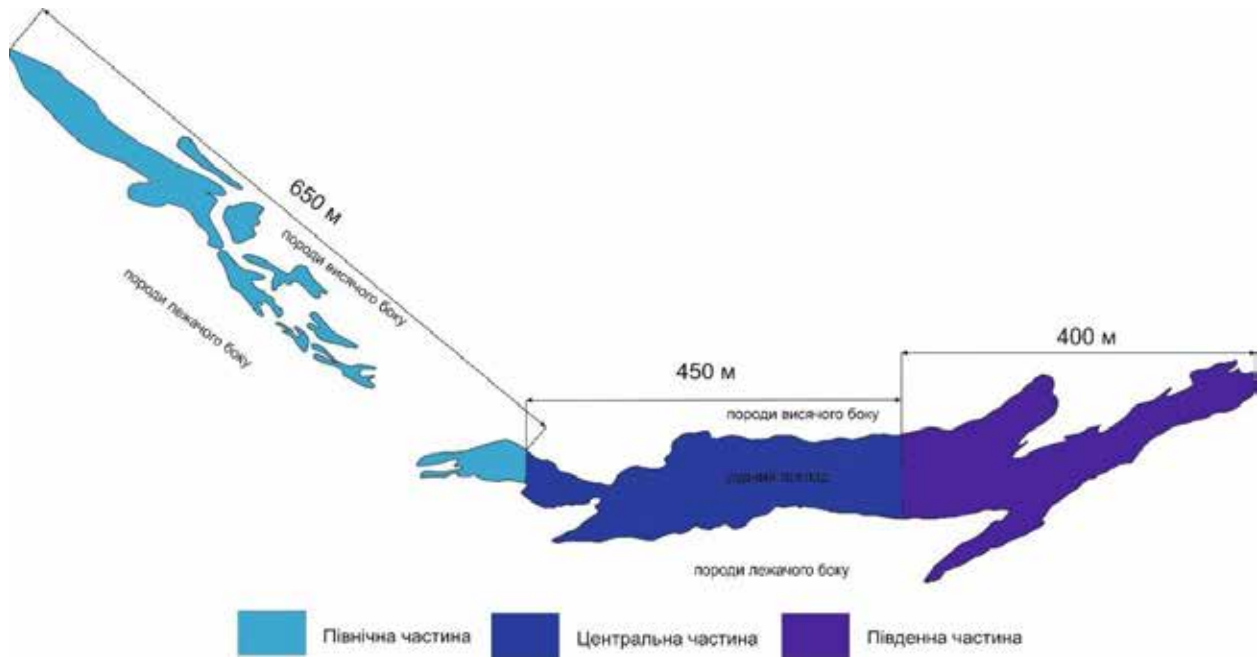 650 м
породи висячого боку
породи лежачого боку
400 м
450 м
породи висячого боку
породи лежачого боку
Північна частина
Центральна частина
Південна частина